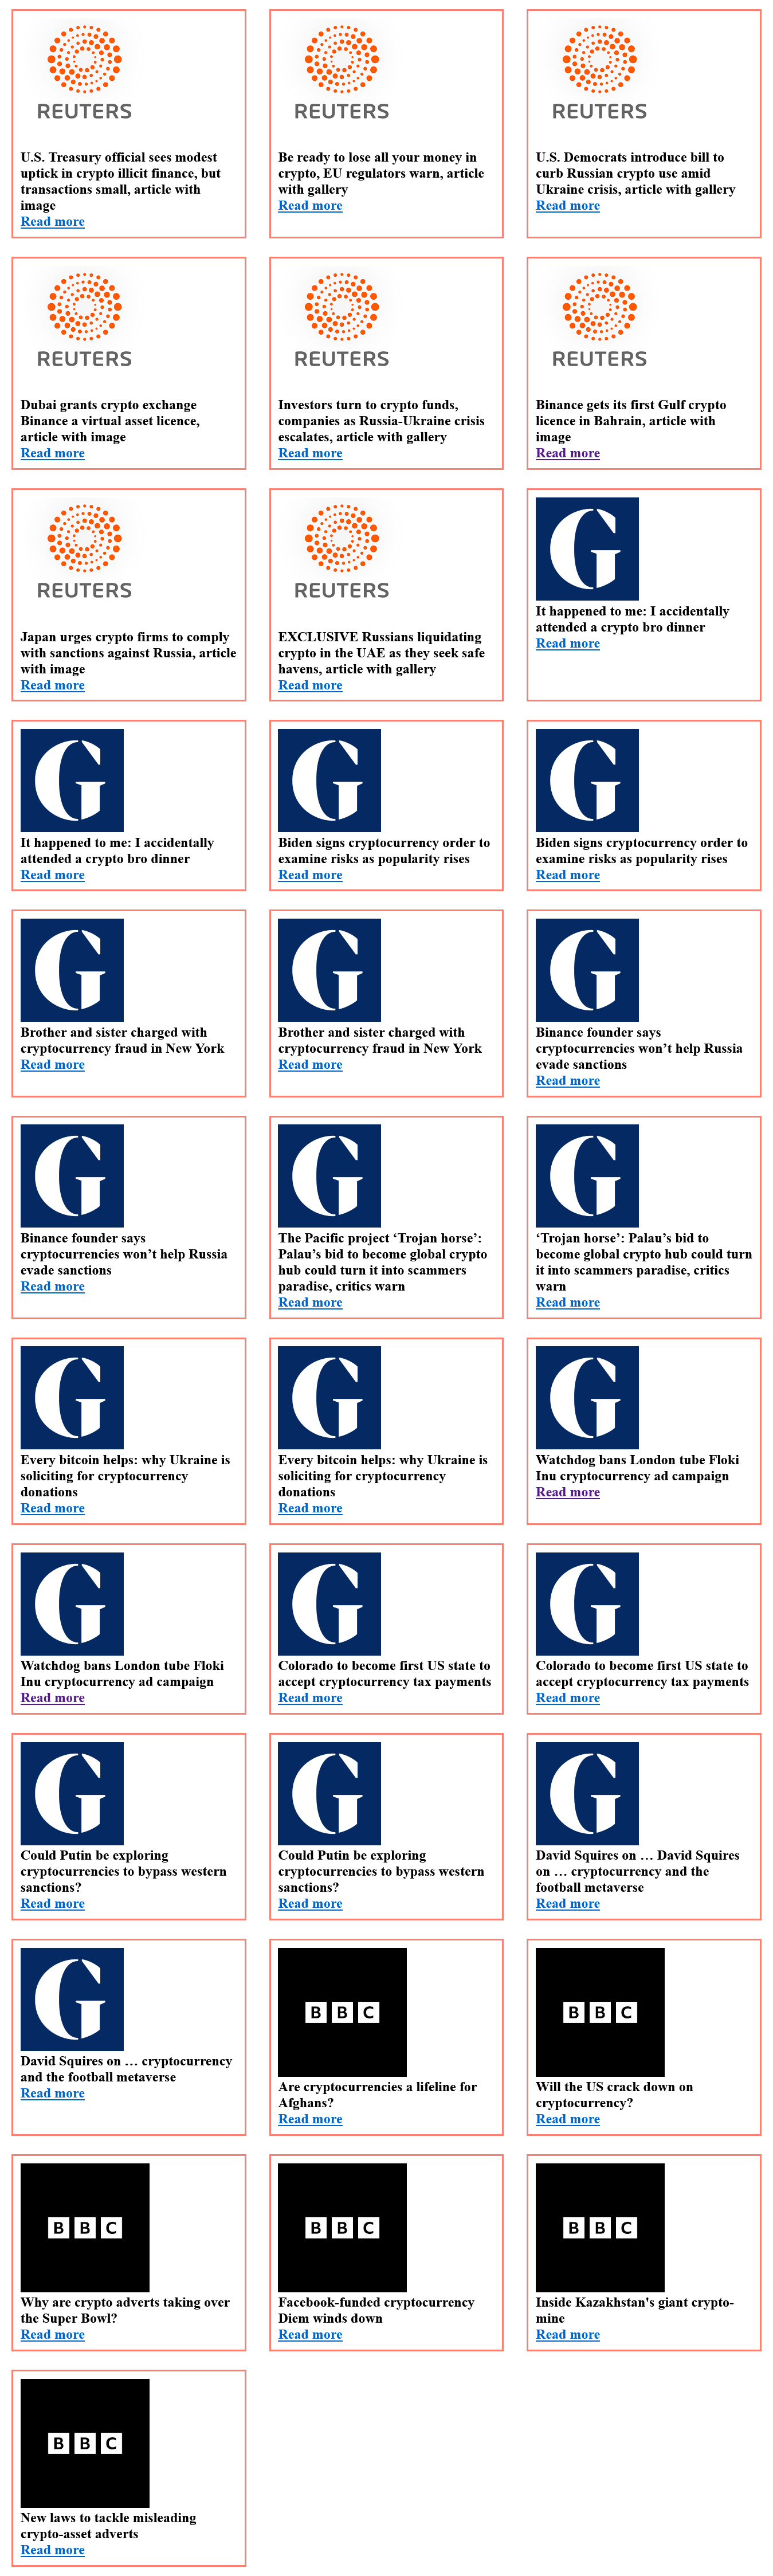 REUTERS
U.S. Treasury official sees modest
uptick in crypto illicit finance, but
transactions small, article with
image
Read more
REUTERS
Be ready to lose all your money in
crypto, EU regulators warn, article
with gallery
Read more
REUTERS
U.S. Democrats introduce bill to
curb Russian crypto use amid
Ukraine crisis, article with gallery
Read more
REUTERS
Dubai grants crypto exchange
Binance a virtual asset licence,
article with image
Read more
REUTERS
Investors turn to crypto funds,
companies as Russia-Ukraine crisis
escalates, article with gallery
Read more
REUTERS
Binance gets its first Gulf crypto
licence in Bahrain, article with
image
Read more
REUTERS
Japan urges crypto firms to comply
with sanctions against Russia, article
with image
Read more
REUTERS
EXCLUSIVE Russians liquidating
crypto in the UAE as they seek safe
havens, article with gallery
Read more
G
It happened to me: I accidentally
attended a crypto bro dinner
Read more
G
It happened to me: I accidentally
attended a crypto bro dinner
Read more
G
Biden signs cryptocurrency order to
examine risks as popularity rises
Read more
G
Biden signs cryptocurrency order to
examine risks as popularity rises
Read more
G
Brother and sister charged with
cryptocurrency fraud in New York
Read more
G
Brother and sister charged with
cryptocurrency fraud in New York
Read more
G
Binance founder says
cryptocurrencies won’t help Russia
evade sanctions
Read more
G
Binance founder says
cryptocurrencies won’t help Russia
evade sanctions
Read more
G
The Pacific project ‘Trojan horse’:
Palau’s bid to become global crypto
hub could turn it into scammers
paradise, critics warn
Read more
G
‘Trojan horse’: Palau’s bid to
become global crypto hub could turn
it into scammers paradise, critics
warn
Read more
G
Every bitcoin helps: why Ukraine is
soliciting for cryptocurrency
donations
Read more
G
Every bitcoin helps: why Ukraine is
soliciting for cryptocurrency
donations
Read more
G
Watchdog bans London tube Floki
Inu cryptocurrency ad campaign
Read more
G
Watchdog bans London tube Floki
Inu cryptocurrency ad campaign
Read more
G
Colorado to become first US state to
accept cryptocurrency tax payments
Read more
G
Colorado to become first US state to
accept cryptocurrency tax payments
Read more
G
Could Putin be exploring
cryptocurrencies to bypass western
sanctions?
Read more
G
Could Putin be exploring
cryptocurrencies to bypass western
sanctions?
Read more
G
David Squires on … David Squires
on … cryptocurrency and the
football metaverse
Read more
G
David Squires on … cryptocurrency
and the football metaverse
Read more
BBC
Are cryptocurrencies a lifeline for
Afghans?
Read more
BBC
Will the US crack down on
cryptocurrency?
Read more
BBC
Why are crypto adverts taking over
the Super Bowl?
Read more
BBC
Facebook-funded cryptocurrency
Diem winds down
Read more
BBC
Inside Kazakhstan's giant crypto-
mine
Read more
BBC
New laws to tackle misleading
crypto-asset adverts
Read more